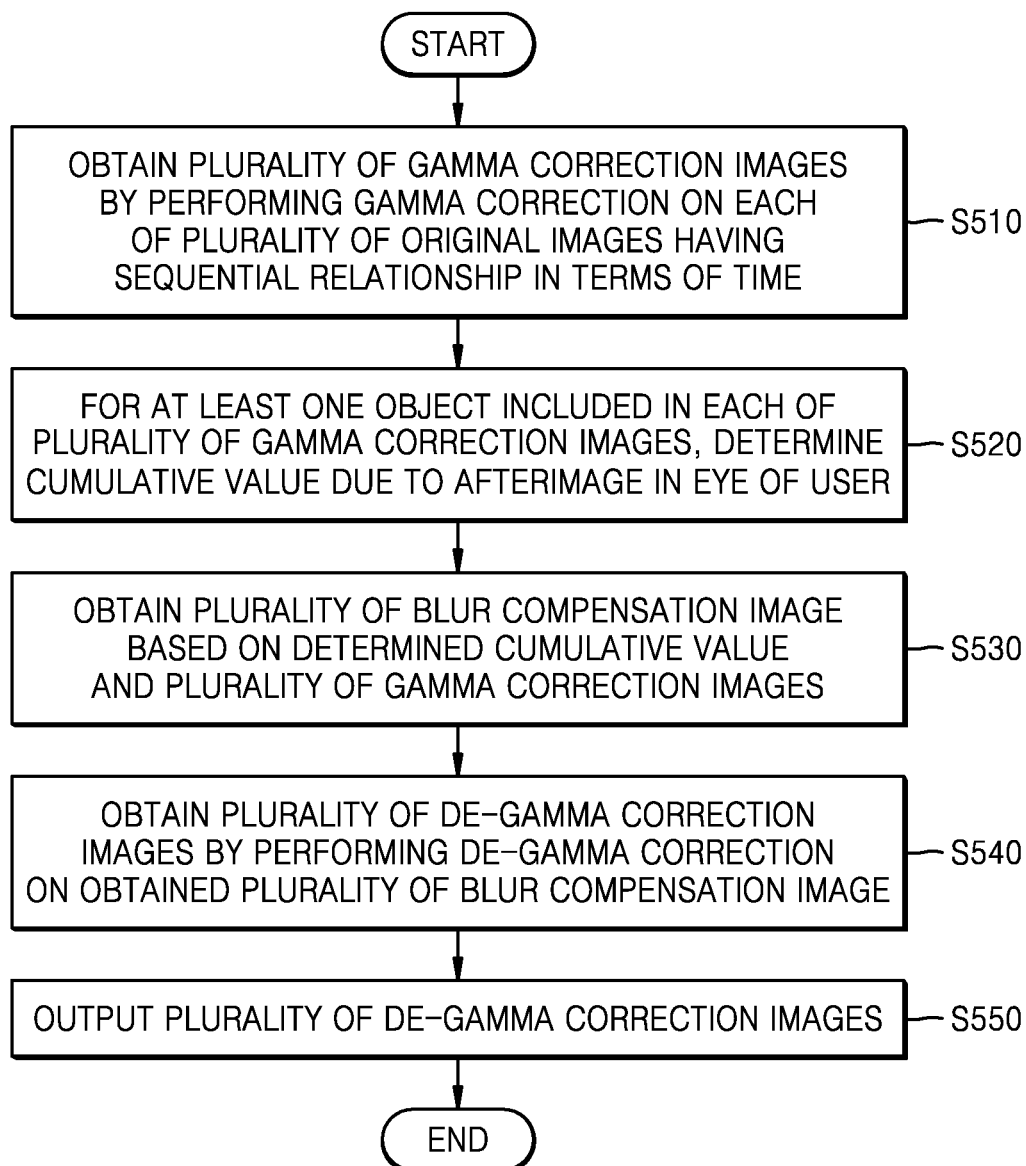 START
OBTAIN PLURALITY OF GAMMA CORRECTION IMAGES
BY PERFORMING GAMMA CORRECTION ON EACH
OF PLURALITY OF ORIGINAL IMAGES HAVING
SEQUENTIAL RELATIONSHIP IN TERMS OF TIME
S510
FOR AT LEAST ONE OBJECT INCLUDED IN EACH OF
PLURALITY OF GAMMA CORRECTION IMAGES, DETERMINE
CUMULATIVE VALUE DUE TO AFTERIMAGE IN EYE OF USER
S520
OBTAIN PLURALITY OF BLUR COMPENSATION IMAGE
BASED ON DETERMINED CUMULATIVE VALUE
AND PLURALITY OF GAMMA CORRECTION IMAGES
S530
OBTAIN PLURALITY OF DE-GAMMA CORRECTION
IMAGES BY PERFORMING DE-GAMMA CORRECTION
ON OBTAINED PLURALITY OF BLUR COMPENSATION IMAGE
S540
OUTPUT PLURALITY OF DE-GAMMA CORRECTION IMAGES
S550
END